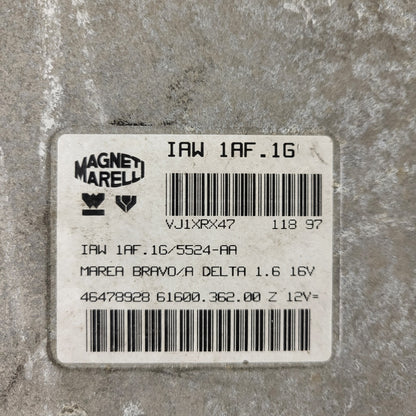 IAW 1AF.1G
MAGNETI
MARELLI
VJ1XRX47 118 97
IAW 1AF.1G/5524-AA
MAREA BRAVO/A DELTA 1.6 16V
46478928 61600.362.00 Z 12V=